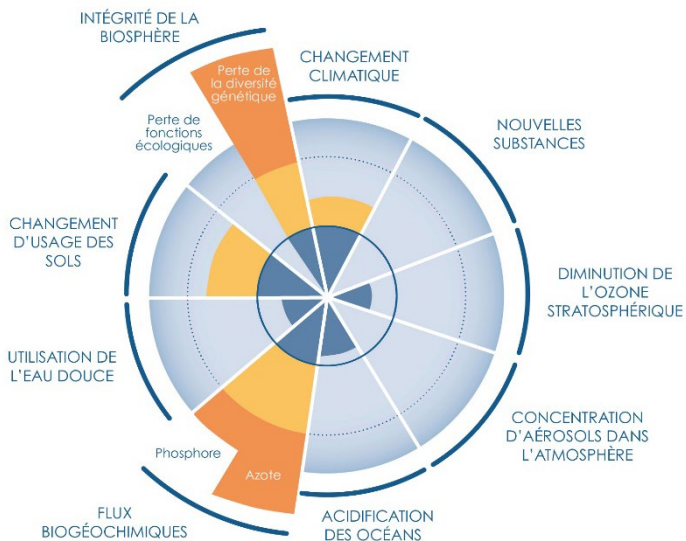 INTÉGRITÉ DE LA
BIOSPHÈRE
Perte de
la diversité
génétique
Perte de
fonctions
écologiques
CHANGEMENT
CLIMATIQUE
NOUVELLES
SUBSTANCES
DIMINUTION DE
L'OZONE
STRATOSPHÉRIQUE
CONCENTRATION
D'AÉROSOLS DANS
L'ATMOSPHÈRE
ACIDIFICATION
DES OCÉANS
Azote
Phosphore
FLUX
BIOGÉOCHIMIQUES
UTILISATION DE
L'EAU DOUCE
CHANGEMENT
D'USAGE DES
SOLS